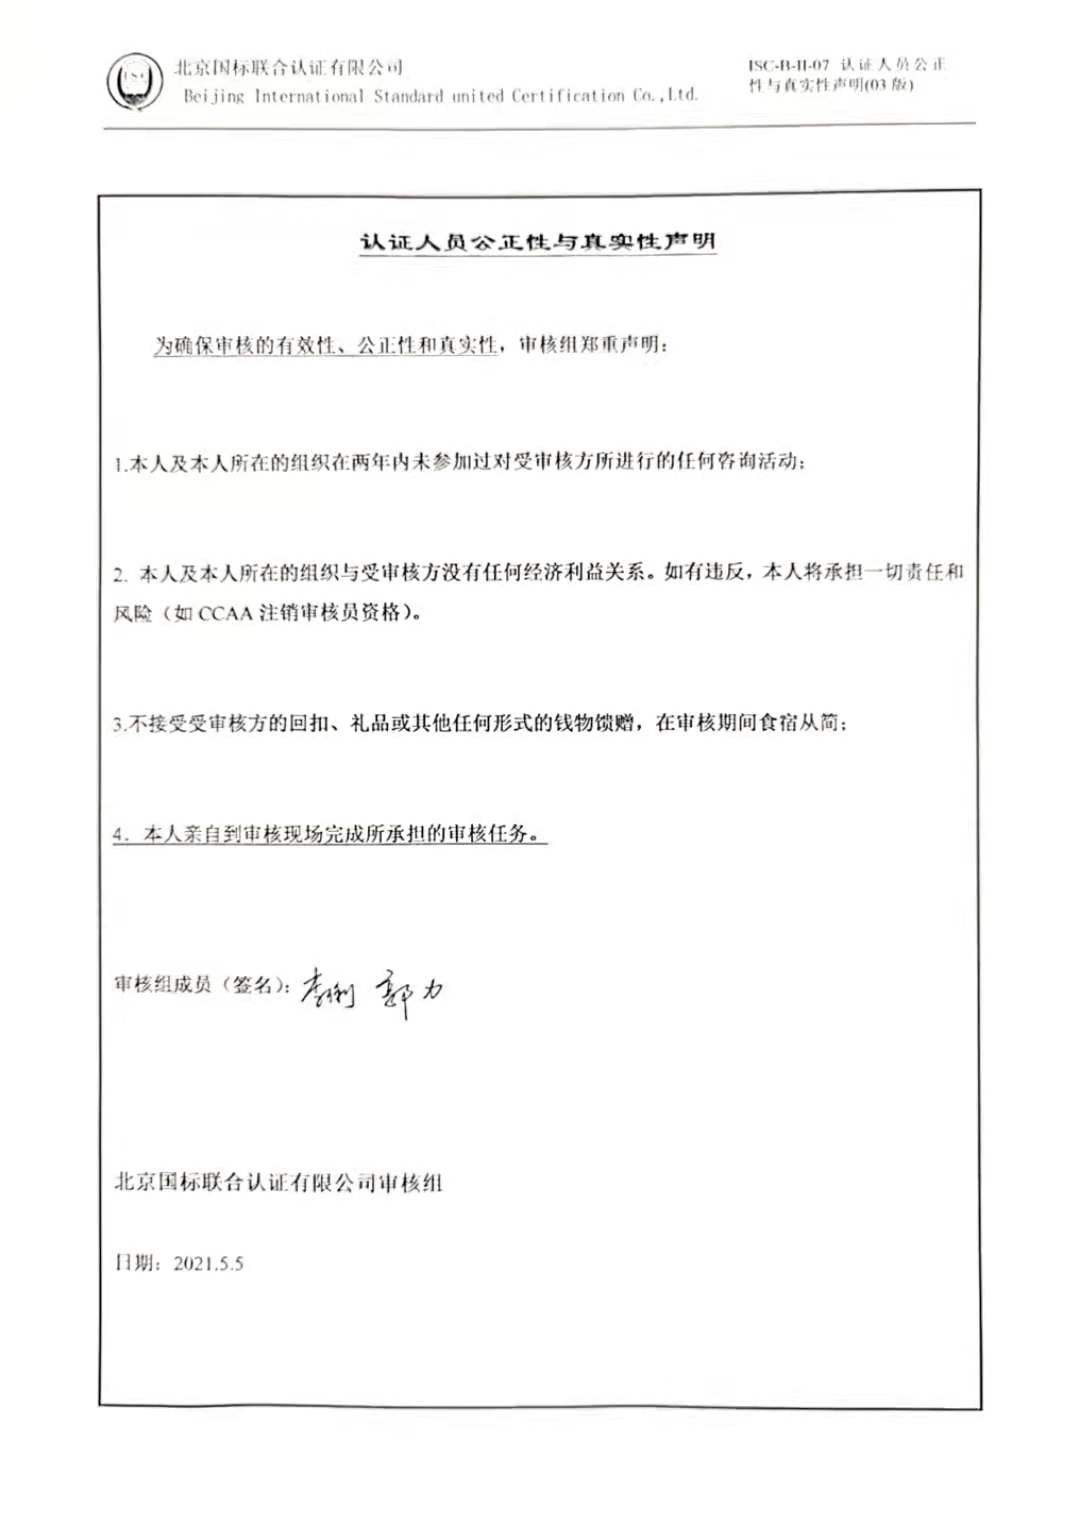 北京国标联合认证有限公司
Beijing International Standard united Certification Co.,Ltd.
ISC-B-II-07 认证人员公正
性与真实性声明(03 版)
ISC
认证人员公正性与真实性声明
为确保审核的有效性、公正性和真实性，审核组郑重声明：
1.本人及本人所在的组织在两年内未参加过对受审核方所进行的任何咨询活动；
2. 本人及本人所在的组织与受审核方没有任何经济利益关系。如有违反，本人将承担一切责任和
风险（如 CCAA 注销审核员资格）。
3.不接受受审核方的回扣、礼品或其他任何形式的钱物馈赠，在审核期间食宿从简；
4. 本人亲自到审核现场完成所承担的审核任务。
审核组成员（签名）： 郭力
北京国标联合认证有限公司审核组
日期：2021.5.5